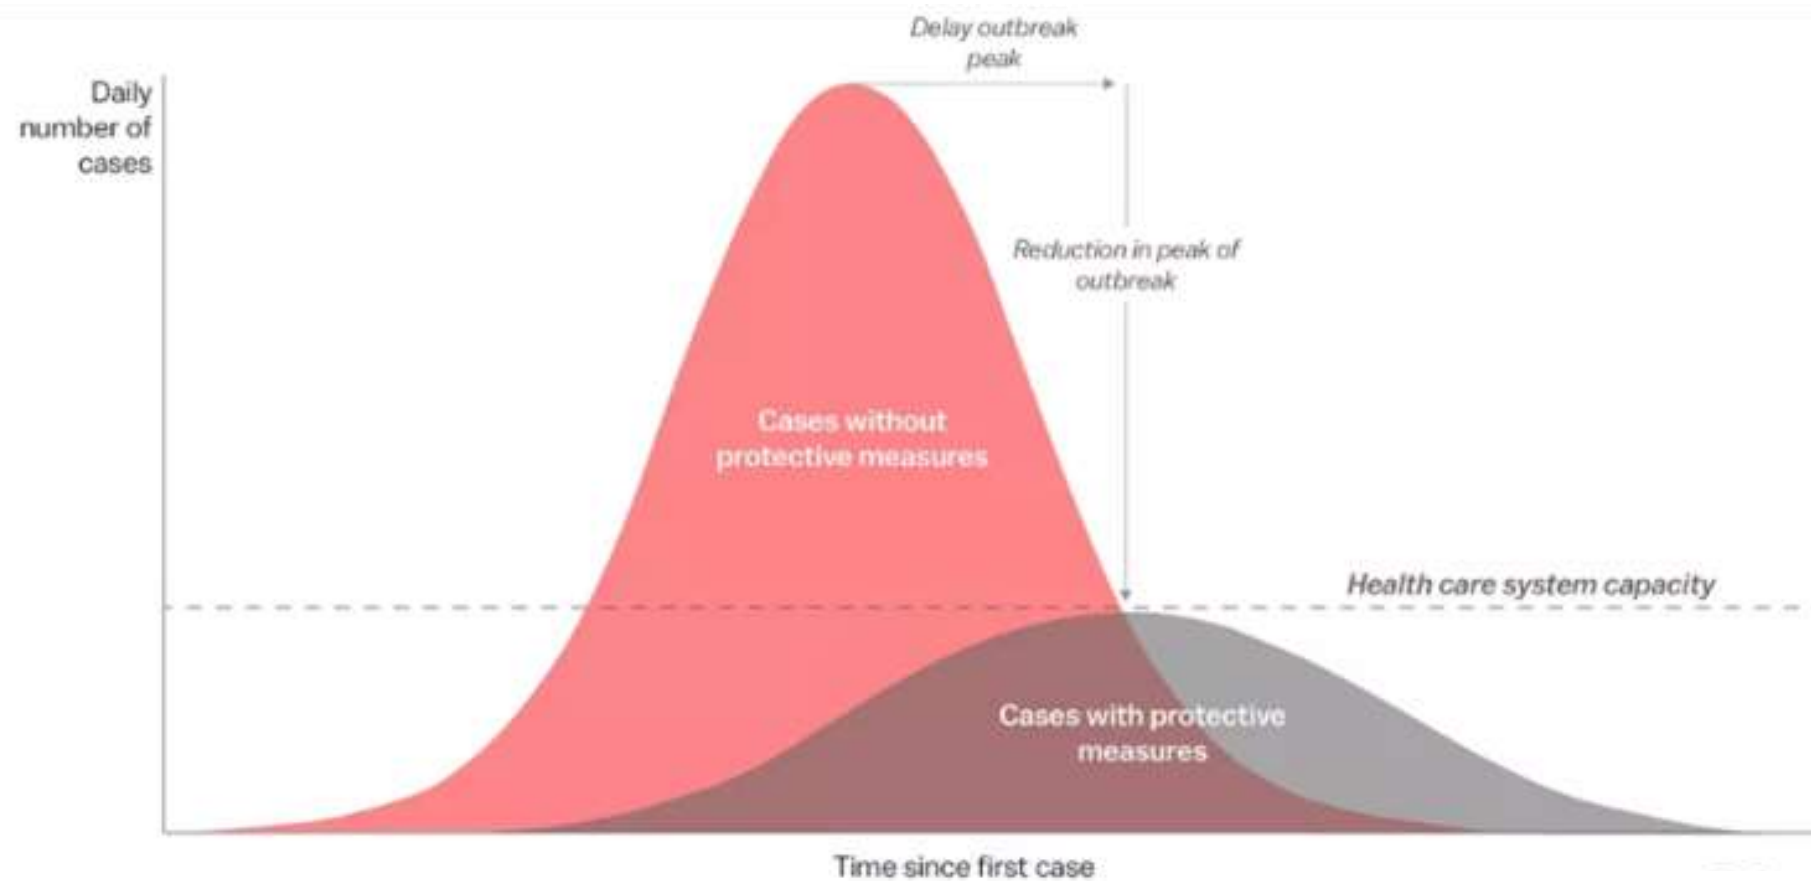 Delay outbreak
peak
Daily
number of
cases
Reduction in peak of
outbreak
Cases without
protective measures
Health care system capacity
Cases with protective
measures
Time since first case